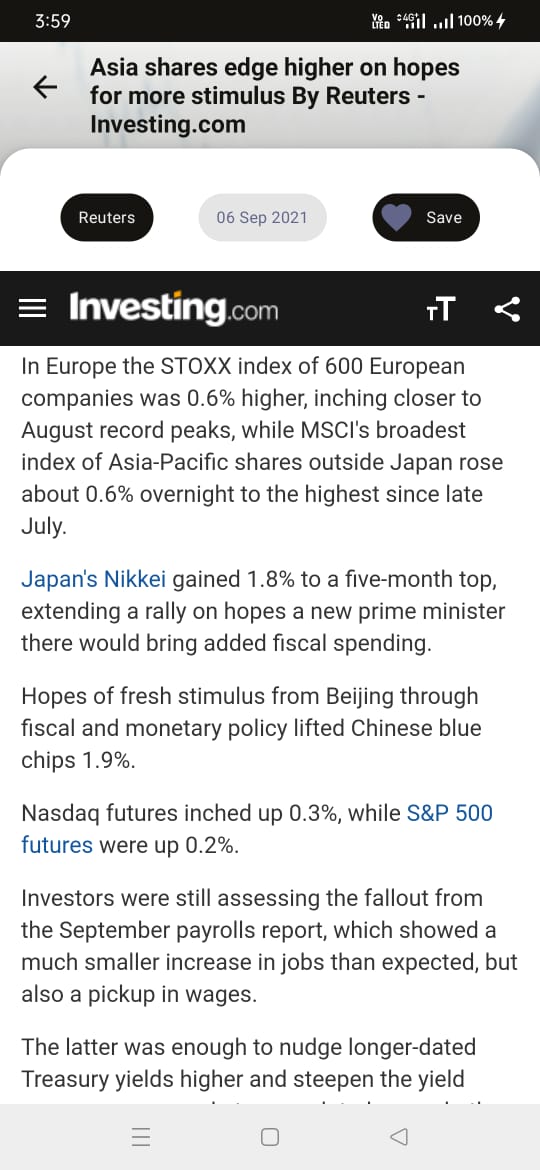 3:59
Vo LTED 4G+ 100%
Asia shares edge higher on hopes
for more stimulus By Reuters -
Investing.com
Reuters
06 Sep 2021
Save
Investing.com
TT
In Europe the STOXX index of 600 European
companies was 0.6% higher, inching closer to
August record peaks, while MSCI's broadest
index of Asia-Pacific shares outside Japan rose
about 0.6% overnight to the highest since late
July.
Japan's Nikkei gained 1.8% to a five-month top,
extending a rally on hopes a new prime minister
there would bring added fiscal spending.
Hopes of fresh stimulus from Beijing through
fiscal and monetary policy lifted Chinese blue
chips 1.9%.
Nasdaq futures inched up 0.3%, while S&P 500
futures were up 0.2%.
Investors were still assessing the fallout from
the September payrolls report, which showed a
much smaller increase in jobs than expected, but
also a pickup in wages.
The latter was enough to nudge longer-dated
Treasury yields higher and steepen the yield